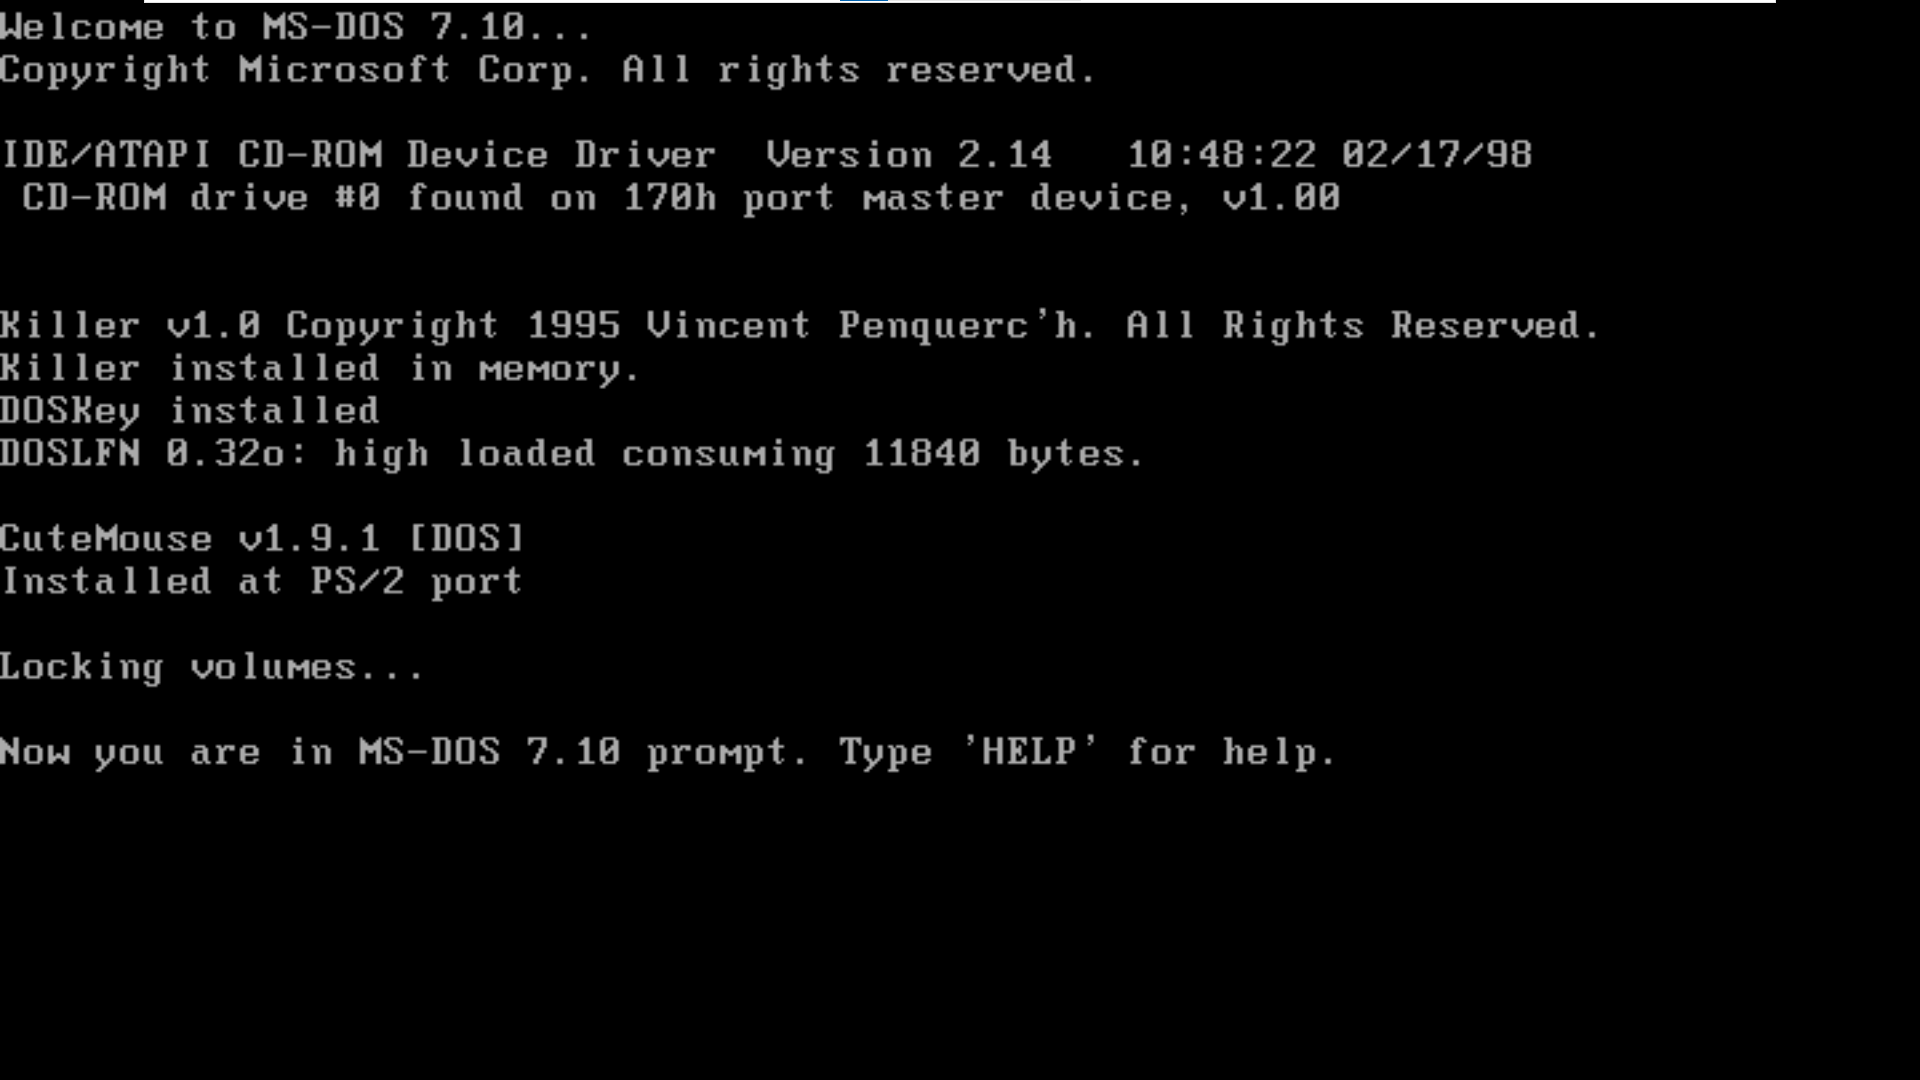 Welcome to MS-DOS 7.10...
Copyright Microsoft Corp. All rights reserved.
IDE/ATAPI CD-ROM Device Driver  Version 2.14   10:48:22 02/17/98
 CD-ROM drive #0 found on 170h port master device, v1.00
Killer v1.0 Copyright 1995 Vincent Penquerc'h. All Rights Reserved.
Killer installed in memory.
DOSKey installed
DOSLFN 0.32o: high loaded consuming 11840 bytes.
CuteMouse v1.9.1 [DOS]
Installed at PS/2 port
Locking volumes...
Now you are in MS-DOS 7.10 prompt. Type 'HELP' for help.